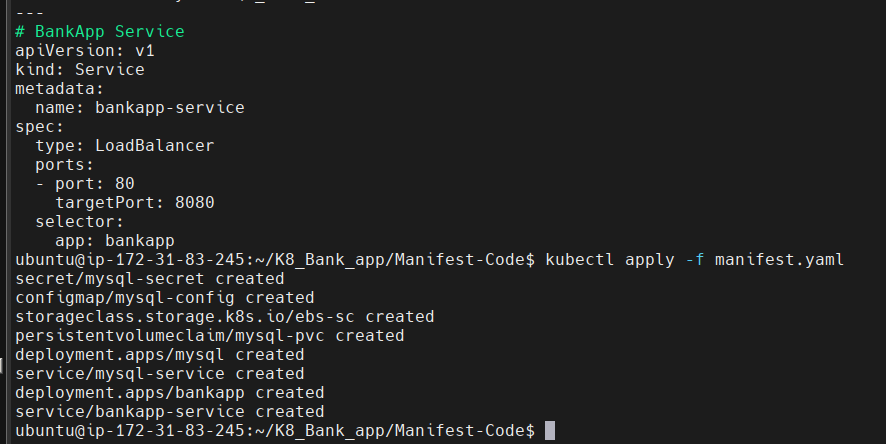 ---
# BankApp Service
apiVersion: v1
kind: Service
metadata:
  name: bankapp-service
spec:
  type: LoadBalancer
  ports:
  - port: 80
    targetPort: 8080
  selector:
    app: bankapp
ubuntu@ip-172-31-83-245:~/K8_Bank_app/Manifest-Code$ kubectl apply -f manifest.yaml
secret/mysql-secret created
configmap/mysql-config created
storageclass.storage.k8s.io/ebs-sc created
persistentvolumeclaim/mysql-pvc created
deployment.apps/mysql created
service/mysql-service created
deployment.apps/bankapp created
service/bankapp-service created
ubuntu@ip-172-31-83-245:~/K8_Bank_app/Manifest-Code$